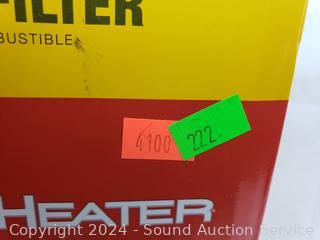 FILTER
BUSTIBLE
4100
222.
HEATER
Copyright 2024 - Sound Auction Service